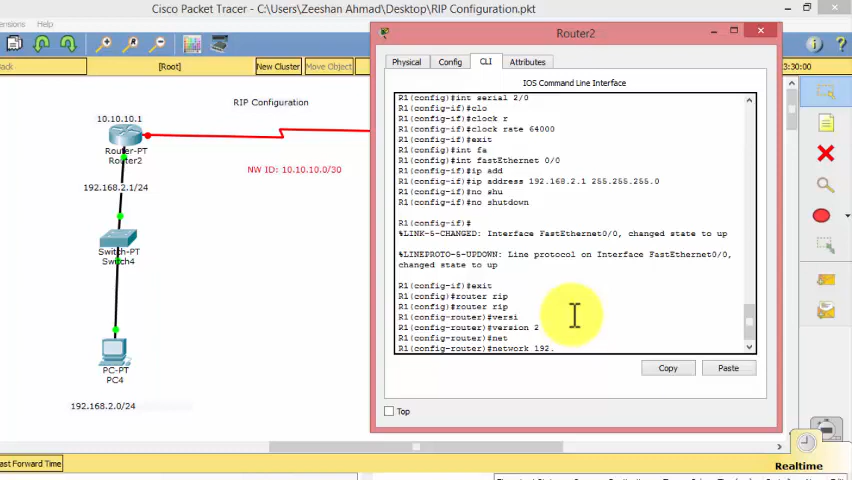 Cisco Packet Tracer - C:\Users\Zeeshan Ahmad\Desktop\RIP Configuration.pkt
ensions Help
Back
[Root]
New Cluster
Move Object
3:30:00
RIP Configuration
10.10.10.1
Router-PT
Router2
NW ID: 10.10.10.0/30
192.168.2.1/24
Switch-PT
Switch4
PC-PT
PC4
192.168.2.0/24
Router2
Physical Config CLI Attributes
IOS Command Line Interface
R1(config)#int serial 2/0
R1(config-if)#clo
R1(config-if)#clock r
R1(config-if)#clock rate 64000
R1(config-if)#exit
R1(config)#int fa
R1(config)#int fastEthernet 0/0
R1(config-if)#ip add
R1(config-if)#ip address 192.168.2.1 255.255.255.0
R1(config-if)#no shu
R1(config-if)#no shutdown
R1(config-if)#
%LINK-5-CHANGED: Interface FastEthernet0/0, changed state to up
%LINEPROTO-5-UPDOWN: Line protocol on Interface FastEthernet0/0,
changed state to up
R1(config-if)#exit
R1(config)#router rip
R1(config)#router rip
R1(config-router)#versi
R1(config-router)#version 2
R1(config-router)#net
R1(config-router)#network 192.
Copy
Paste
Top
ast Forward Time
Realtime